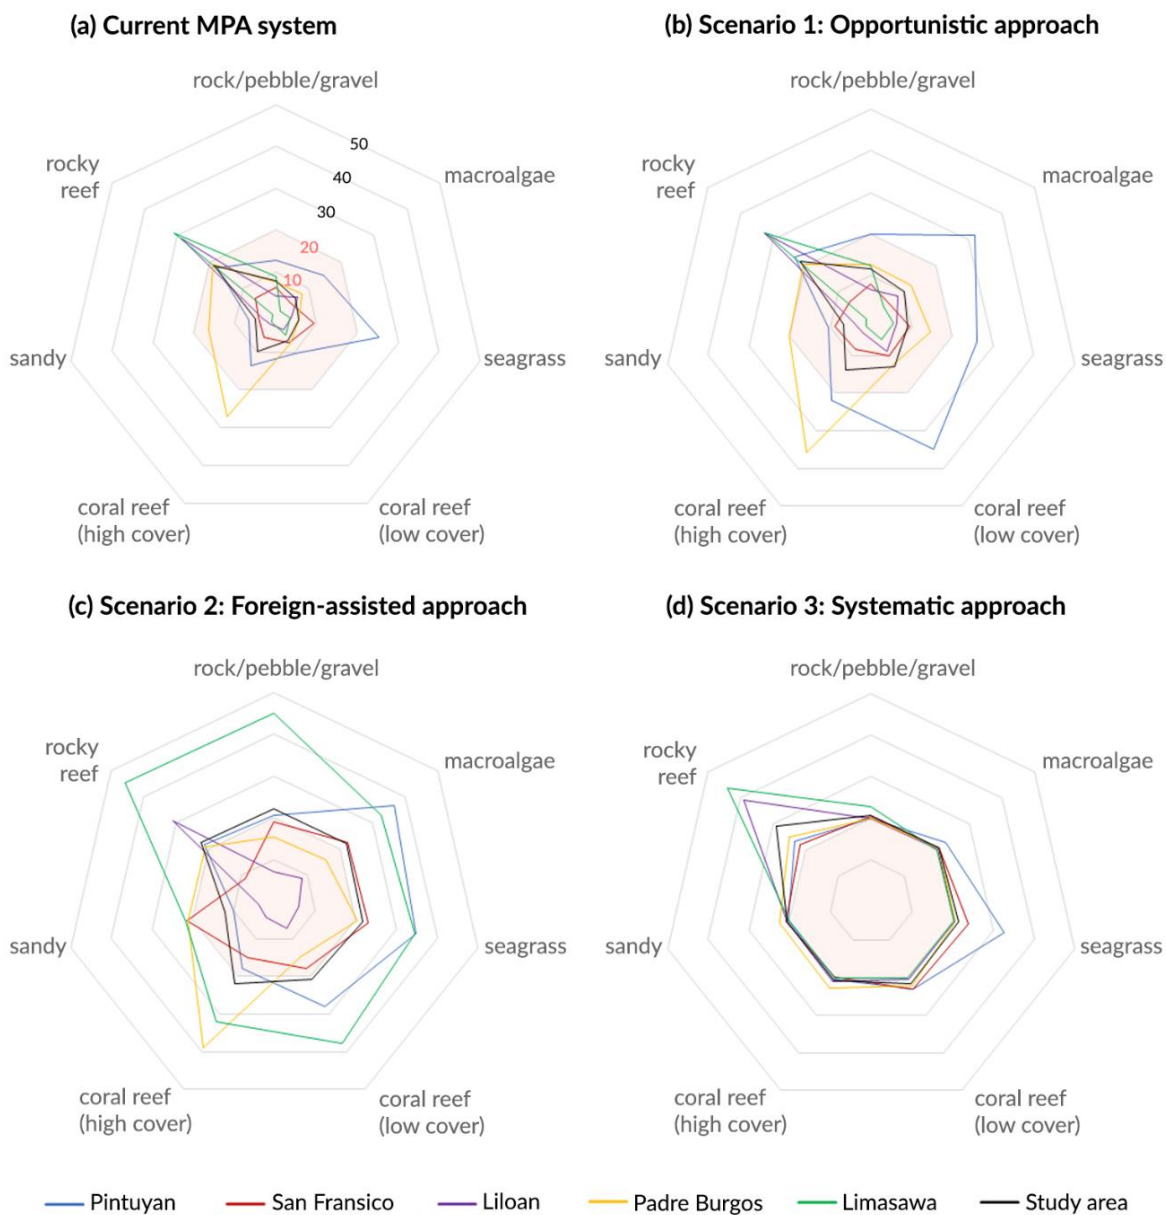 (a) Current MPA system
rock/pebble/gravel
50
rocky
reef
macroalgae
40
30
20
10
sandy
seagrass
coral reef
(high cover)
coral reef
(low cover)
(b) Scenario 1: Opportunistic approach
rock/pebble/gravel
rocky
reef
macroalgae
sandy
seagrass
coral reef
(high cover)
coral reef
(low cover)
(c) Scenario 2: Foreign-assisted approach
rock/pebble/gravel
rocky
reef
macroalgae
sandy
seagrass
coral reef
(high cover)
coral reef
(low cover)
(d) Scenario 3: Systematic approach
rock/pebble/gravel
rocky
reef
macroalgae
sandy
seagrass
coral reef
(high cover)
coral reef
(low cover)
Pintuyan San Fransico Liloan Padre Burgos Limasawa Study area